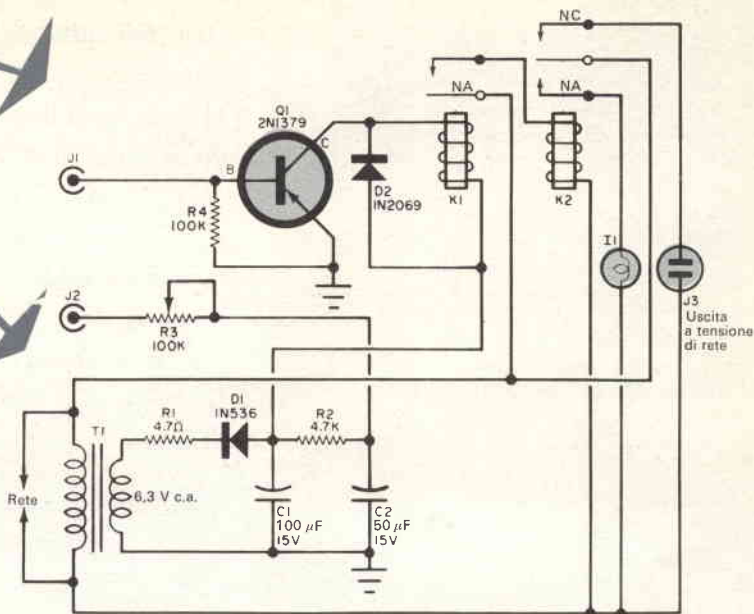 NC
NA
NA
Q1
2N1379
C
B
J1
R4
100K
D2
1N2069
K1
K2
I1
J3
Uscita
a tensione
di rete
J2
R3
100K
R1
4.7Ω
D1
1N536
R2
4.7K
T1
Rete
6,3 V c.a.
C1
100 µF
15V
C2
50 µF
15V